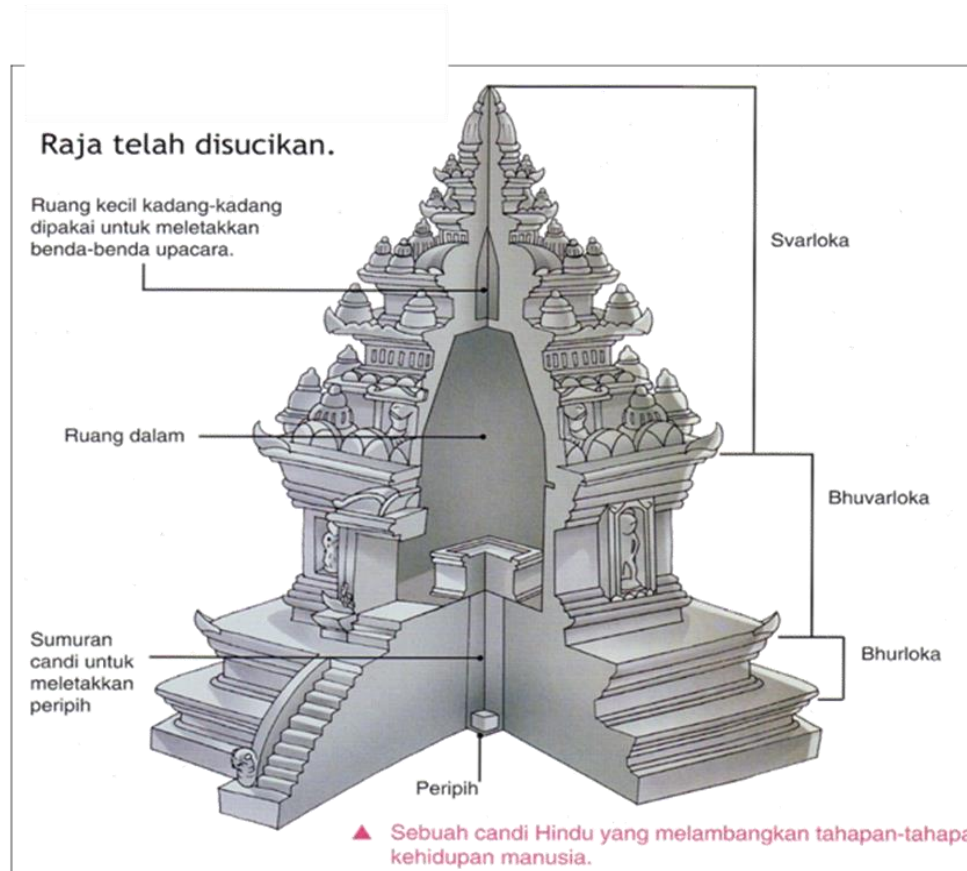 Raja telah disucikan.
Ruang kecil kadang-kadang
dipakai untuk meletakkan
benda-benda upacara.
Svarloka
Ruang dalam
Bhuvarloka
Sumuran
candi untuk
meletakkan
peripih
Bhurloka
Peripih
▲ Sebuah candi Hindu yang melambangkan tahapan-tahapa
kehidupan manusia.